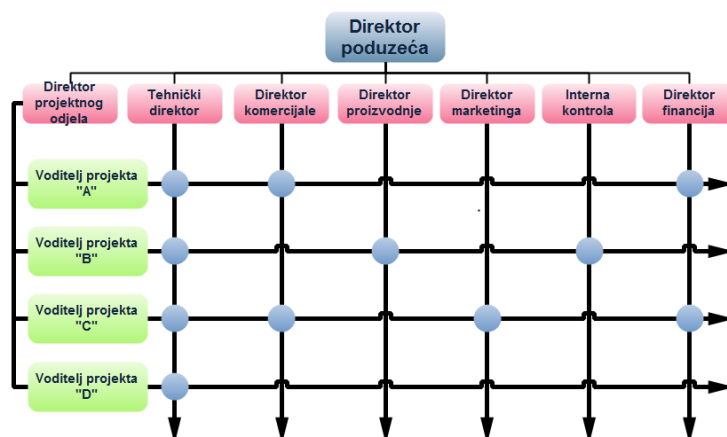 Direktor
poduzeća
Direktor
projektnog
odjela
Tehnički
direktor
Direktor
komercijale
Direktor
proizvodnje
Direktor
marketinga
Interna
kontrola
Direktor
financija
Voditelj projekta
"A"
Voditelj projekta
"B"
Voditelj projekta
"C"
Voditelj projekta
"D"